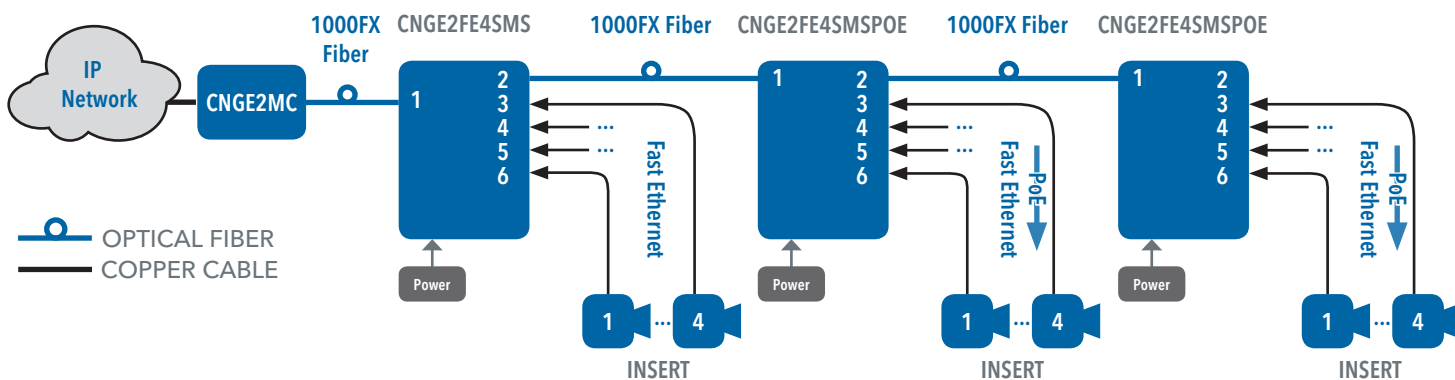 1000FX
Fiber
CNGE2FE4SMS
1000FX Fiber
CNGE2FE4SMSPOE
1000FX Fiber
CNGE2FE4SMSPOE
IP
Network
CNGE2MC
1
2
3
4
5
6
...
...
Fast Ethernet
1
2
3
4
5
6
...
...
Fast Ethernet
PoE
1
2
3
4
5
6
...
...
Fast Ethernet
PoE
OPTICAL FIBER
COPPER CABLE
Power
Power
Power
1 ... 4
1 ... 4
1 ... 4
INSERT
INSERT
INSERT